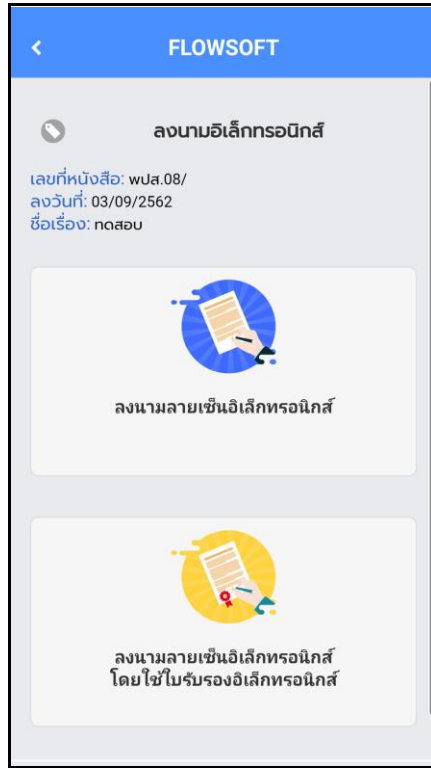 FLOWSOFT
ลงนามอิเล็กทรอนิกส์
เลขที่หนังสือ: พปส.08/
ลงวันที่: 03/09/2562
ชื่อเรื่อง: ทดสอบ
ลงนามลายเซ็นอิเล็กทรอนิกส์
ลงนามลายเซ็นอิเล็กทรอนิกส์
โดยใช้ใบรับรองอิเล็กทรอนิกส์